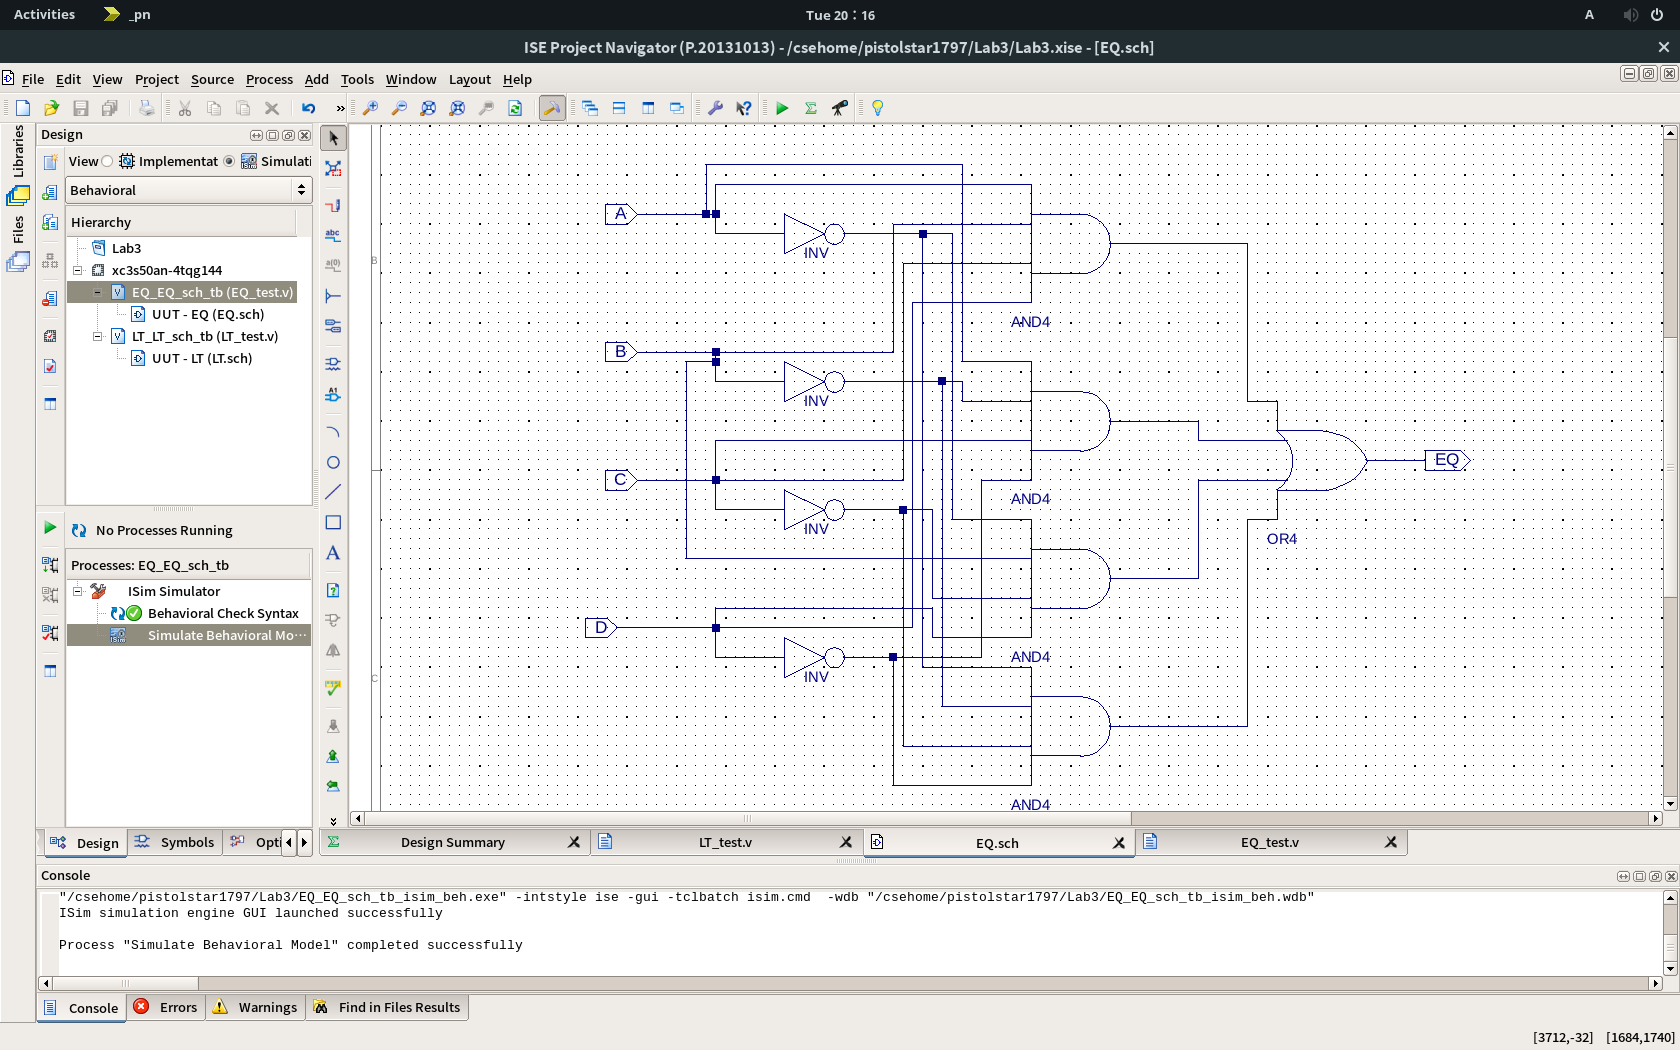 Activities
_pn
Tue 20：16
A
ISE Project Navigator (P.20131013) - /csehome/pistolstar1797/Lab3/Lab3.xise - [EQ.sch]
File Edit View Project Source Process Add Tools Window Layout Help
Libraries
Files
Design
View Implementat Simulati
Behavioral
Hierarchy
Lab3
xc3s50an-4tqg144
EQ_EQ_sch_tb (EQ_test.v)
UUT - EQ (EQ.sch)
LT_LT_sch_tb (LT_test.v)
UUT - LT (LT.sch)
No Processes Running
Processes: EQ_EQ_sch_tb
ISim Simulator
Behavioral Check Syntax
Simulate Behavioral Mo···
B
C
A
INV
AND4
B
INV
C
AND4
INV
EQ
OR4
D
INV
AND4
AND4
Design Symbols Opti
Design Summary LT_test.v EQ.sch EQ_test.v
Console
"/csehome/pistolstar1797/Lab3/EQ_EQ_sch_tb_isim_beh.exe" -intstyle ise -gui -tclbatch isim.cmd  -wdb "/csehome/pistolstar1797/Lab3/EQ_EQ_sch_tb_isim_beh.wdb"
ISim simulation engine GUI launched successfully
Process "Simulate Behavioral Model" completed successfully
Console Errors Warnings Find in Files Results
[3712,-32] [1684,1740]